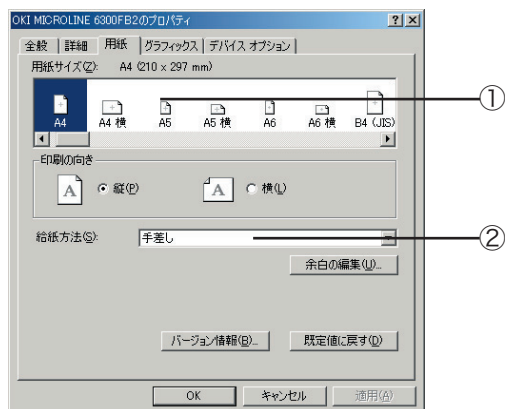 OKI MICROLINE 6300FB2のプロパティ
全般 詳細 用紙 グラフィックス デバイス オプション
用紙サイズ(Z): A4 (210 x 297 mm)
①
A4 A4 横 A5 A5 横 A6 A6 横 B4 (JIS)
印刷の向き
A 縦(P) A 横(L)
給紙方法(S): 手差し ②
余白の編集(U)...
バージョン情報(B)... 既定値に戻す(D)
OK キャンセル 適用(A)